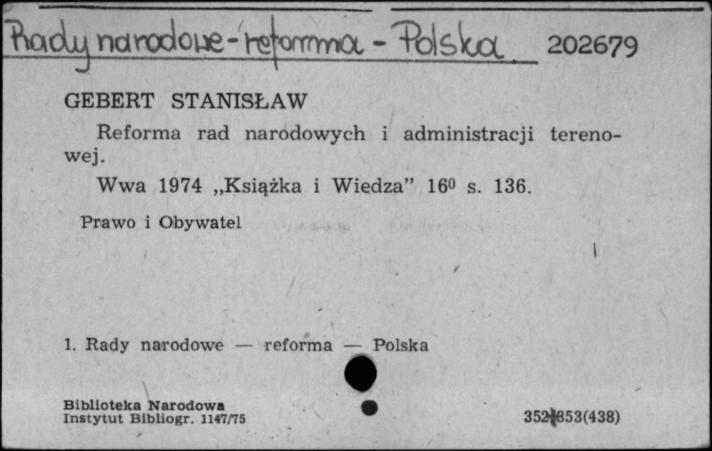 Rady narodowe - reforma - Polska 202679
GEBERT STANISŁAW
Reforma rad narodowych i administracji tereno-
wej.
Wwa 1974 „Książka i Wiedza” 16⁰ s. 136.
Prawo i Obywatel
1. Rady narodowe — reforma — Polska
Biblioteka Narodowa
Instytut Bibliogr. 1147/75
352+353(438)